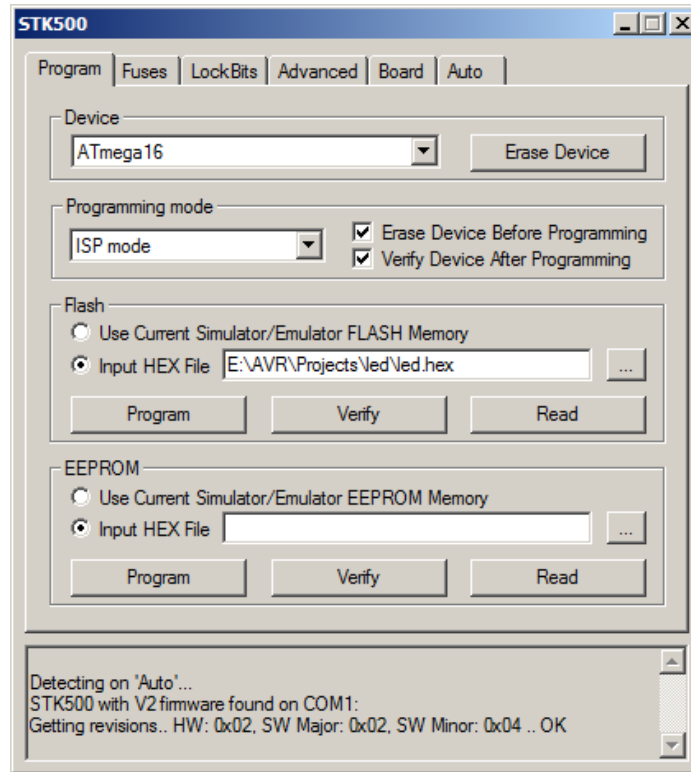 STK500
Program Fuses LockBits Advanced Board Auto
Device
ATmega16
Erase Device
Programming mode
ISP mode
Erase Device Before Programming
Verify Device After Programming
Flash
Use Current Simulator/Emulator FLASH Memory
Input HEX File E:\AVR\Projects\led\led.hex ...
Program Verify Read
EEPROM
Use Current Simulator/Emulator EEPROM Memory
Input HEX File ...
Program Verify Read
Detecting on 'Auto'...
STK500 with V2 firmware found on COM1:
Getting revisions.. HW: 0x02, SW Major: 0x02, SW Minor: 0x04 .. OK